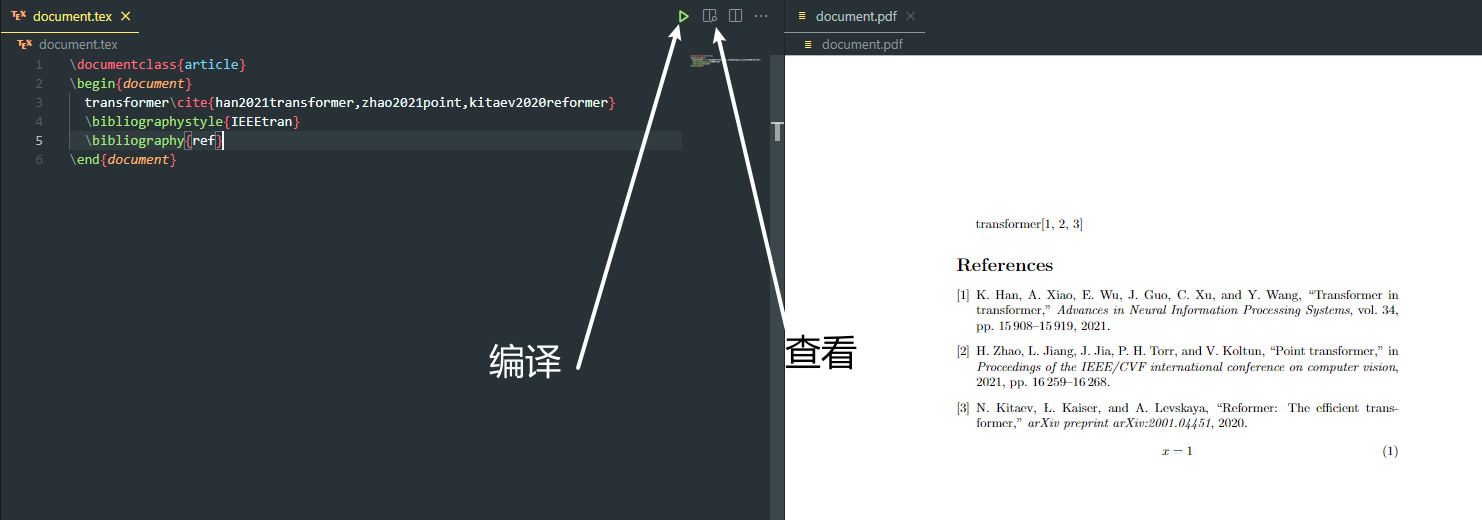 TEX document.tex ×
document.pdf ×
TEX document.tex
document.pdf
1 \documentclass{article}
2 \begin{document}
3 transformer\cite{han2021transformer,zhao2021point,kitaev2020reformer}
4 \bibliographystyle{IEEEtran}
5 \bibliography{ref}
6 \end{document}
编译
查看
transformer[1, 2, 3]
References
[1] K. Han, A. Xiao, E. Wu, J. Guo, C. Xu, and Y. Wang, “Transformer in
transformer,” Advances in Neural Information Processing Systems, vol. 34,
pp. 15 908–15 919, 2021.
[2] H. Zhao, L. Jiang, J. Jia, P. H. Torr, and V. Koltun, “Point transformer,” in
Proceedings of the IEEE/CVF international conference on computer vision,
2021, pp. 16 259–16 268.
[3] N. Kitaev, Ł. Kaiser, and A. Levskaya, “Reformer: The efficient trans-
former,” arXiv preprint arXiv:2001.04451, 2020.
x = 1 (1)